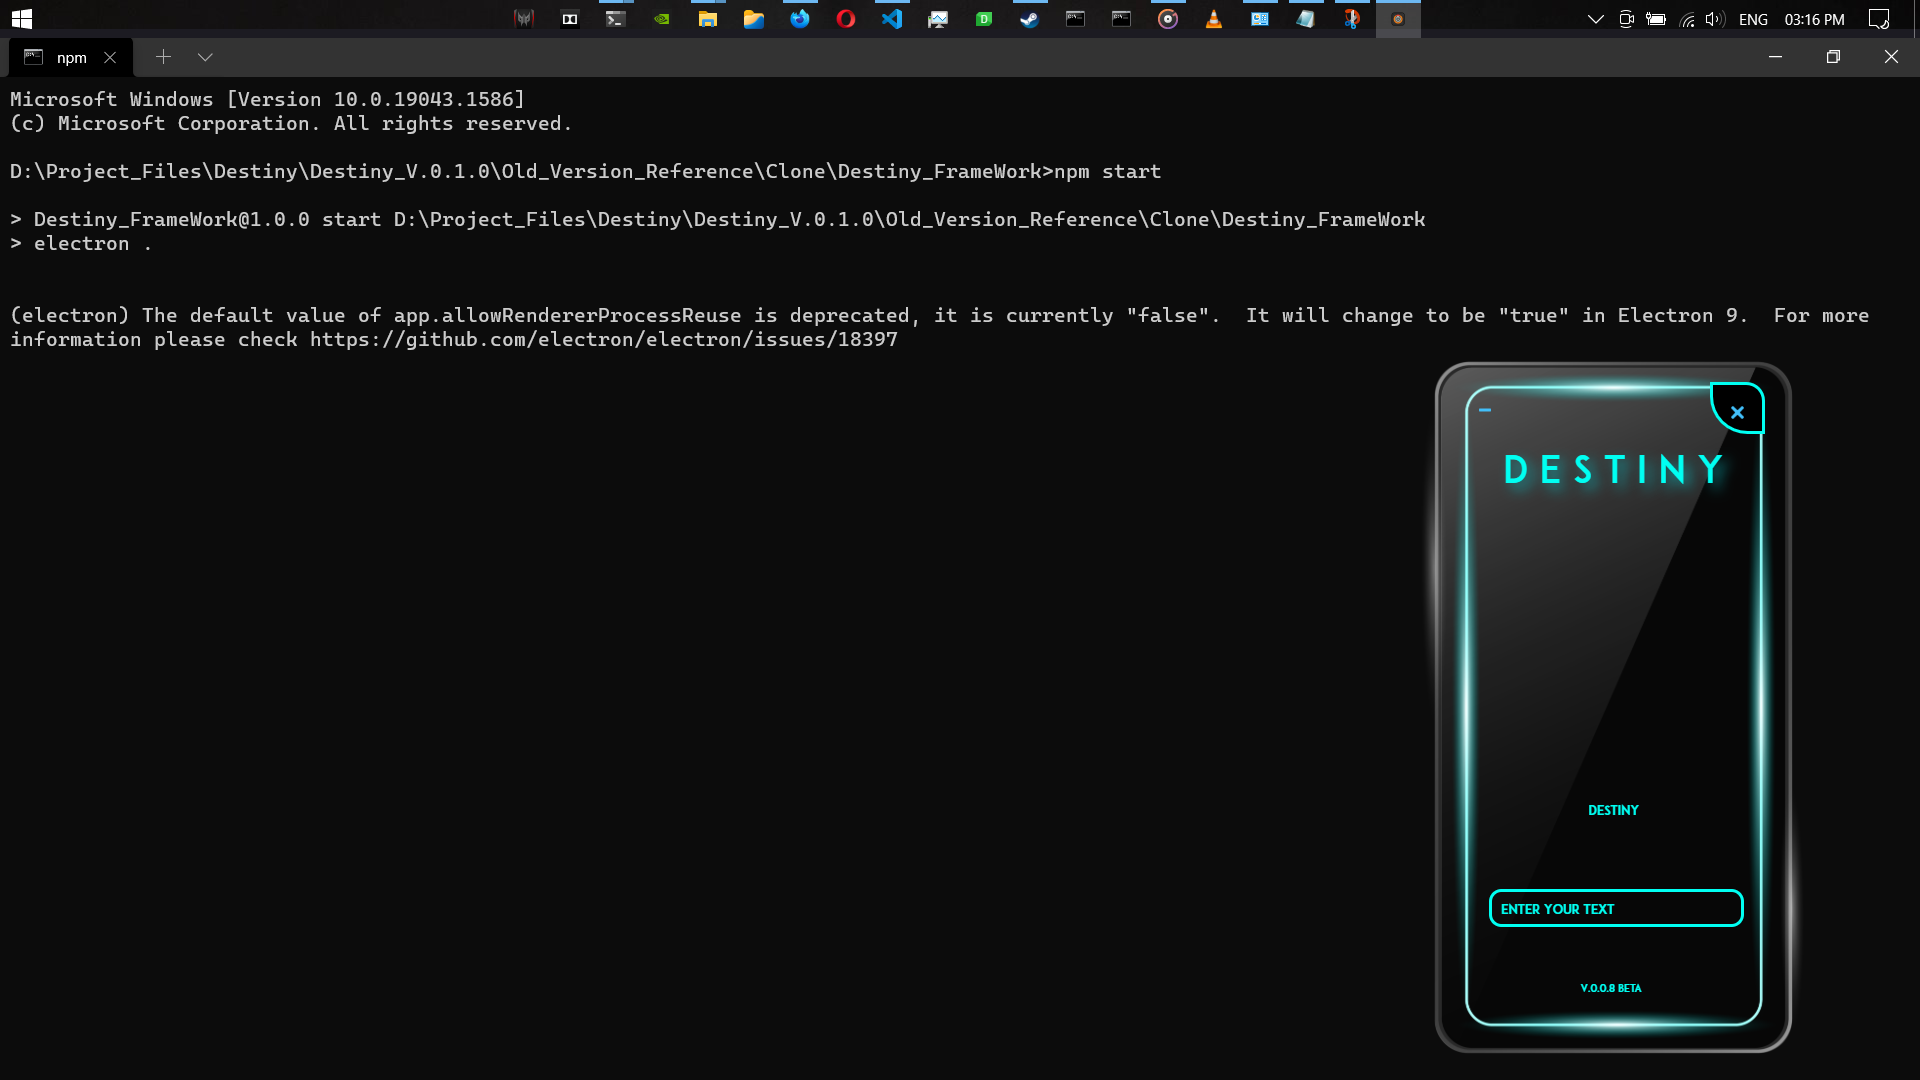 ENG 03:16 PM
npm
Microsoft Windows [Version 10.0.19043.1586]
(c) Microsoft Corporation. All rights reserved.
D:\Project_Files\Destiny\Destiny_V.0.1.0\Old_Version_Reference\Clone\Destiny_FrameWork>npm start
> Destiny_FrameWork@1.0.0 start D:\Project_Files\Destiny\Destiny_V.0.1.0\Old_Version_Reference\Clone\Destiny_FrameWork
> electron .
(electron) The default value of app.allowRendererProcessReuse is deprecated, it is currently "false".  It will change to be "true" in Electron 9.  For more
information please check https://github.com/electron/electron/issues/18397
DESTINY
DESTINY
ENTER YOUR TEXT
V.0.0.8 BETA